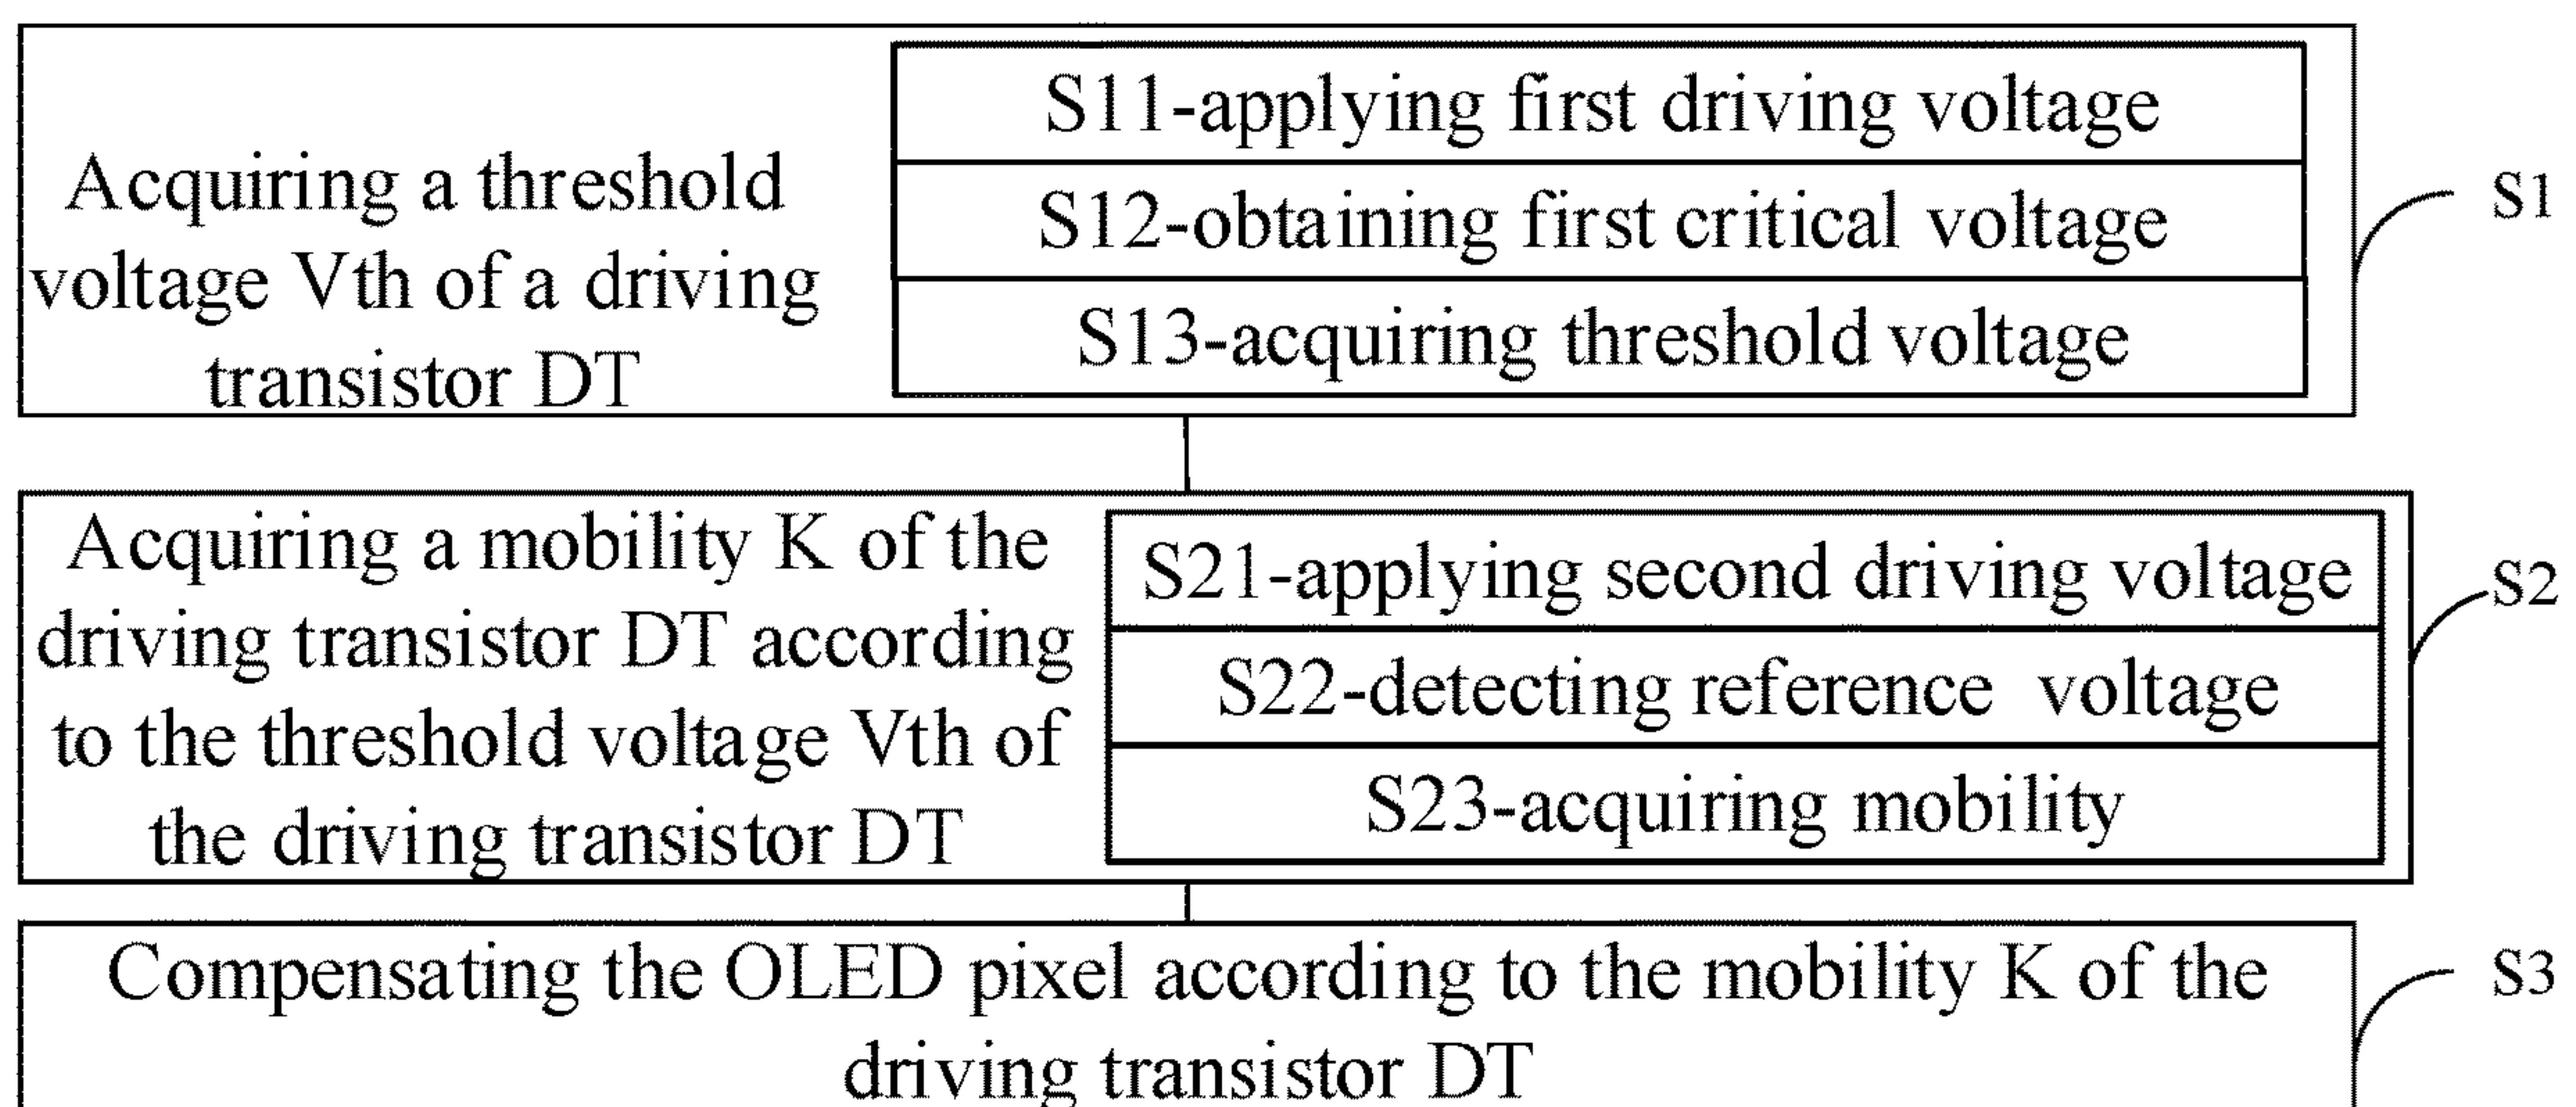 Acquiring a threshold
voltage Vth of a driving
transistor DT
S11-applying first driving voltage
S12-obtaining first critical voltage
S13-acquiring threshold voltage
S1
Acquiring a mobility K of the
driving transistor DT according
to the threshold voltage Vth of
the driving transistor DT
S21-applying second driving voltage
S22-detecting reference voltage
S23-acquiring mobility
S2
Compensating the OLED pixel according to the mobility K of the
driving transistor DT
S3